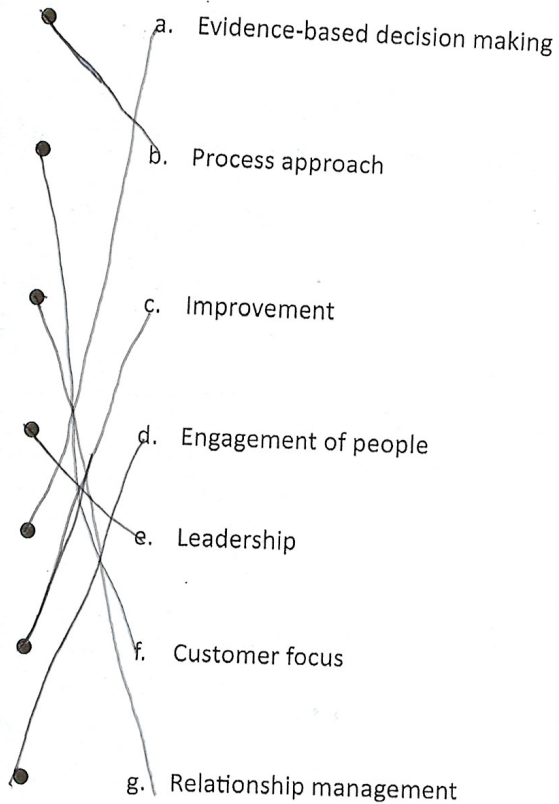 a. Evidence-based decision making
b. Process approach
c. Improvement
d. Engagement of people
e. Leadership
f. Customer focus
g. Relationship management